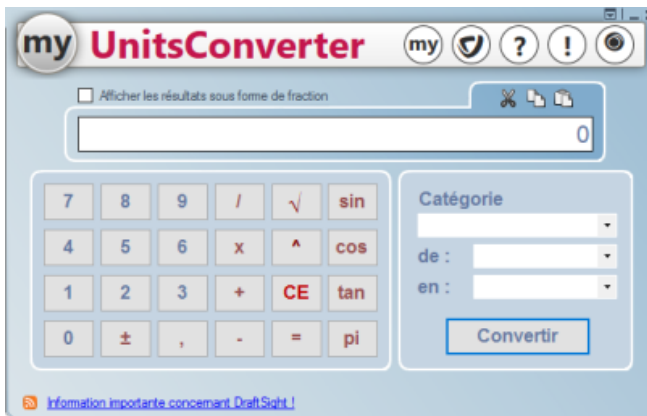 my UnitsConverter my ? !
Afficher les résultats sous forme de fraction
0
7 8 9 / √ sin
4 5 6 x ^ cos
1 2 3 + CE tan
0 ± , - = pi
Catégorie
de :
en :
Convertir
Information importante concernant DraftSight !